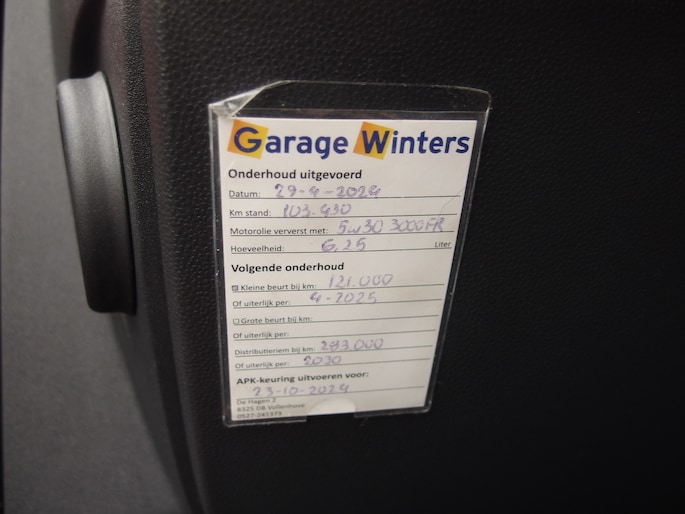 Garage Winters
Onderhoud uitgevoerd
Datum: 29-4-2024
Km stand: 103.430
Motorolie ververst met: 5w30 3000FR
Hoeveelheid: 6,25 Liter
Volgende onderhoud
Kleine beurt bij km: 121.000
Of uiterlijk per: 4-2025
Grote beurt bij km:
Of uiterlijk per:
Distributieriem bij km: 283.000
Of uiterlijk per: 2030
APK-keuring uitvoeren voor:
23-10-2024
De Hagen 2
8325 DB Vollenhove
0527-241373